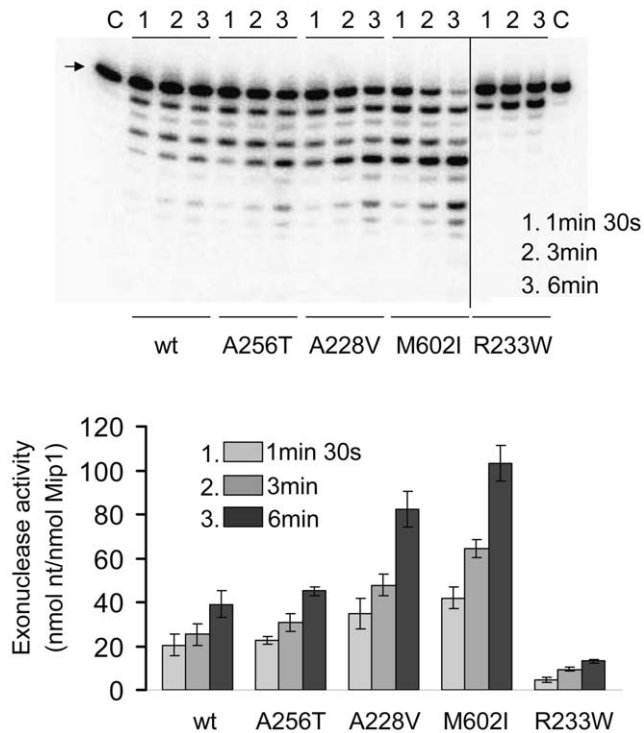 C 1 2 3 1 2 3 1 2 3 1 2 3 1 2 3 C
1. 1min 30s
2. 3min
3. 6min
wt A256T A228V M602I R233W
Exonuclease activity
(nmol nt/nmol Mip1)
120
100
80
60
40
20
0
1. 1min 30s
2. 3min
3. 6min
wt A256T A228V M602I R233W